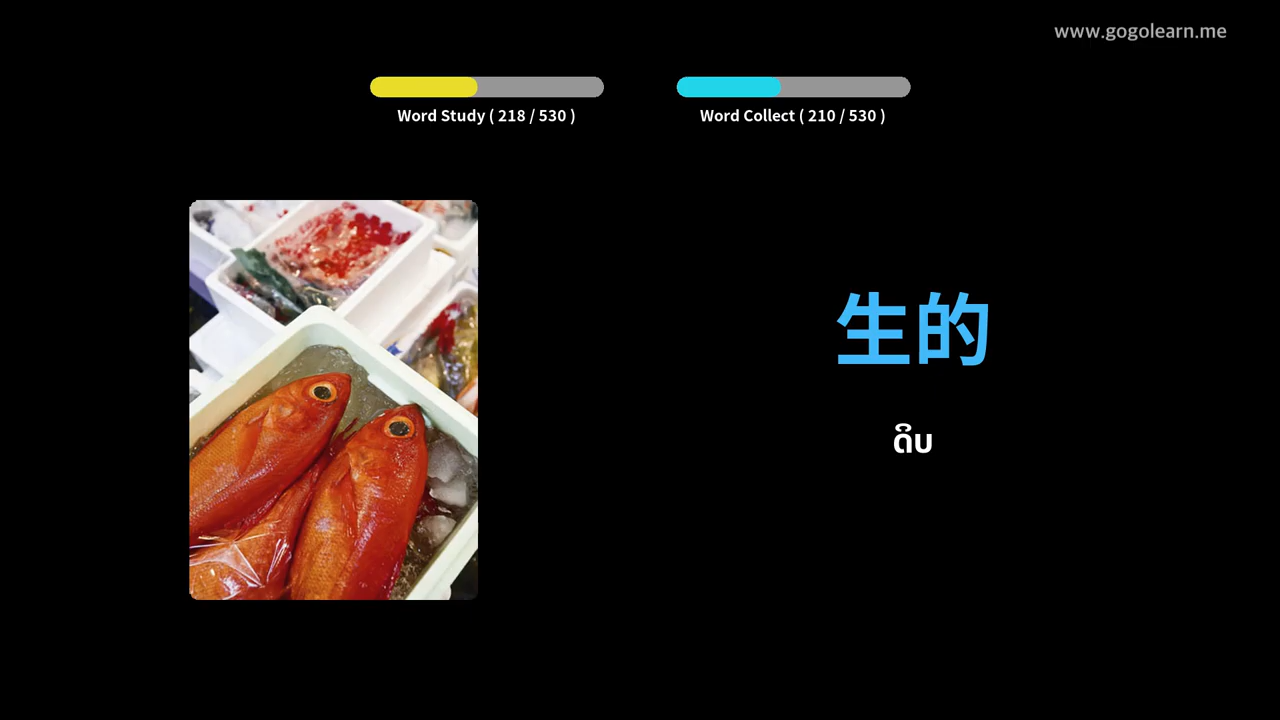 www.gogolearn.me
Word Study ( 218 / 530 )
Word Collect ( 210 / 530 )
生的
ดิบ